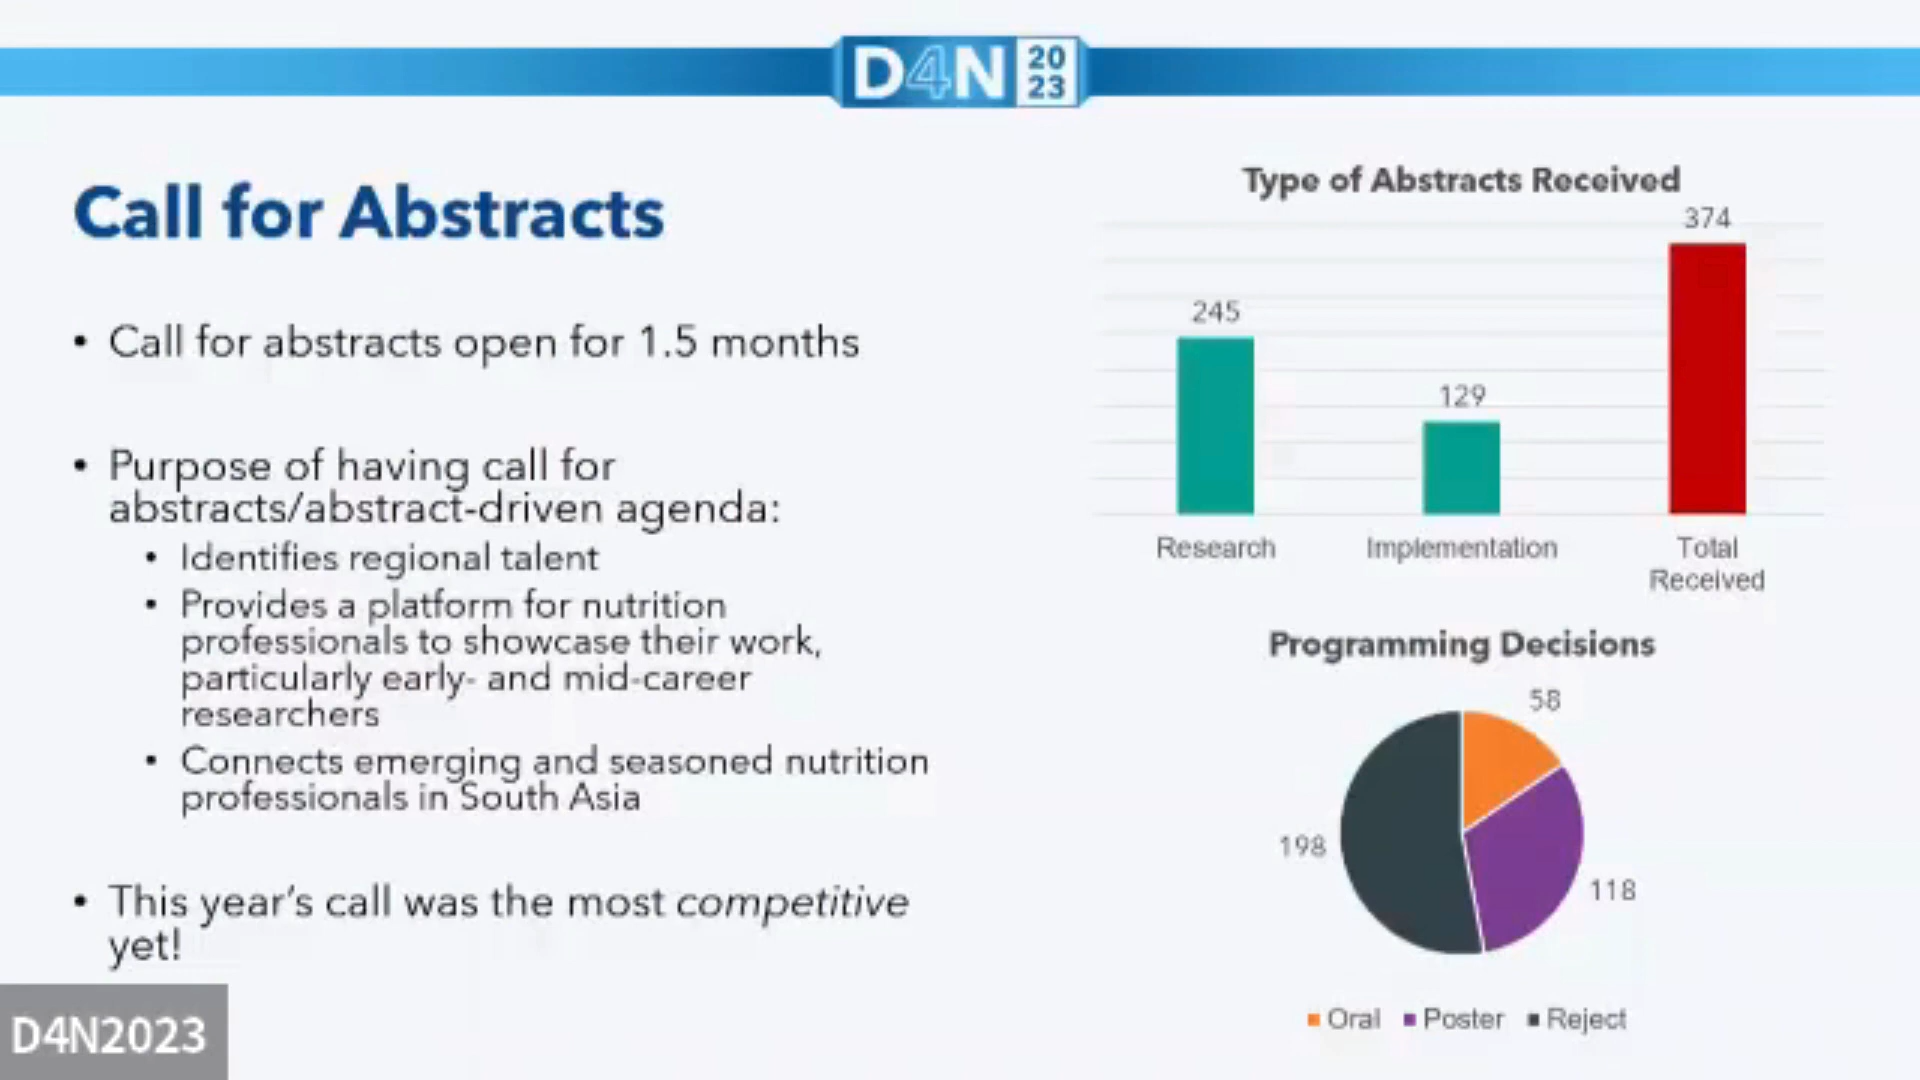 D4N 20
23
Call for Abstracts
• Call for abstracts open for 1.5 months
• Purpose of having call for
abstracts/abstract-driven agenda:
• Identifies regional talent
• Provides a platform for nutrition
professionals to showcase their work,
particularly early- and mid-career
researchers
• Connects emerging and seasoned nutrition
professionals in South Asia
• This year's call was the most competitive
yet!
D4N2023
Type of Abstracts Received
374
245
129
Research Implementation Total
Received
Programming Decisions
58
198
118
Oral Poster Reject